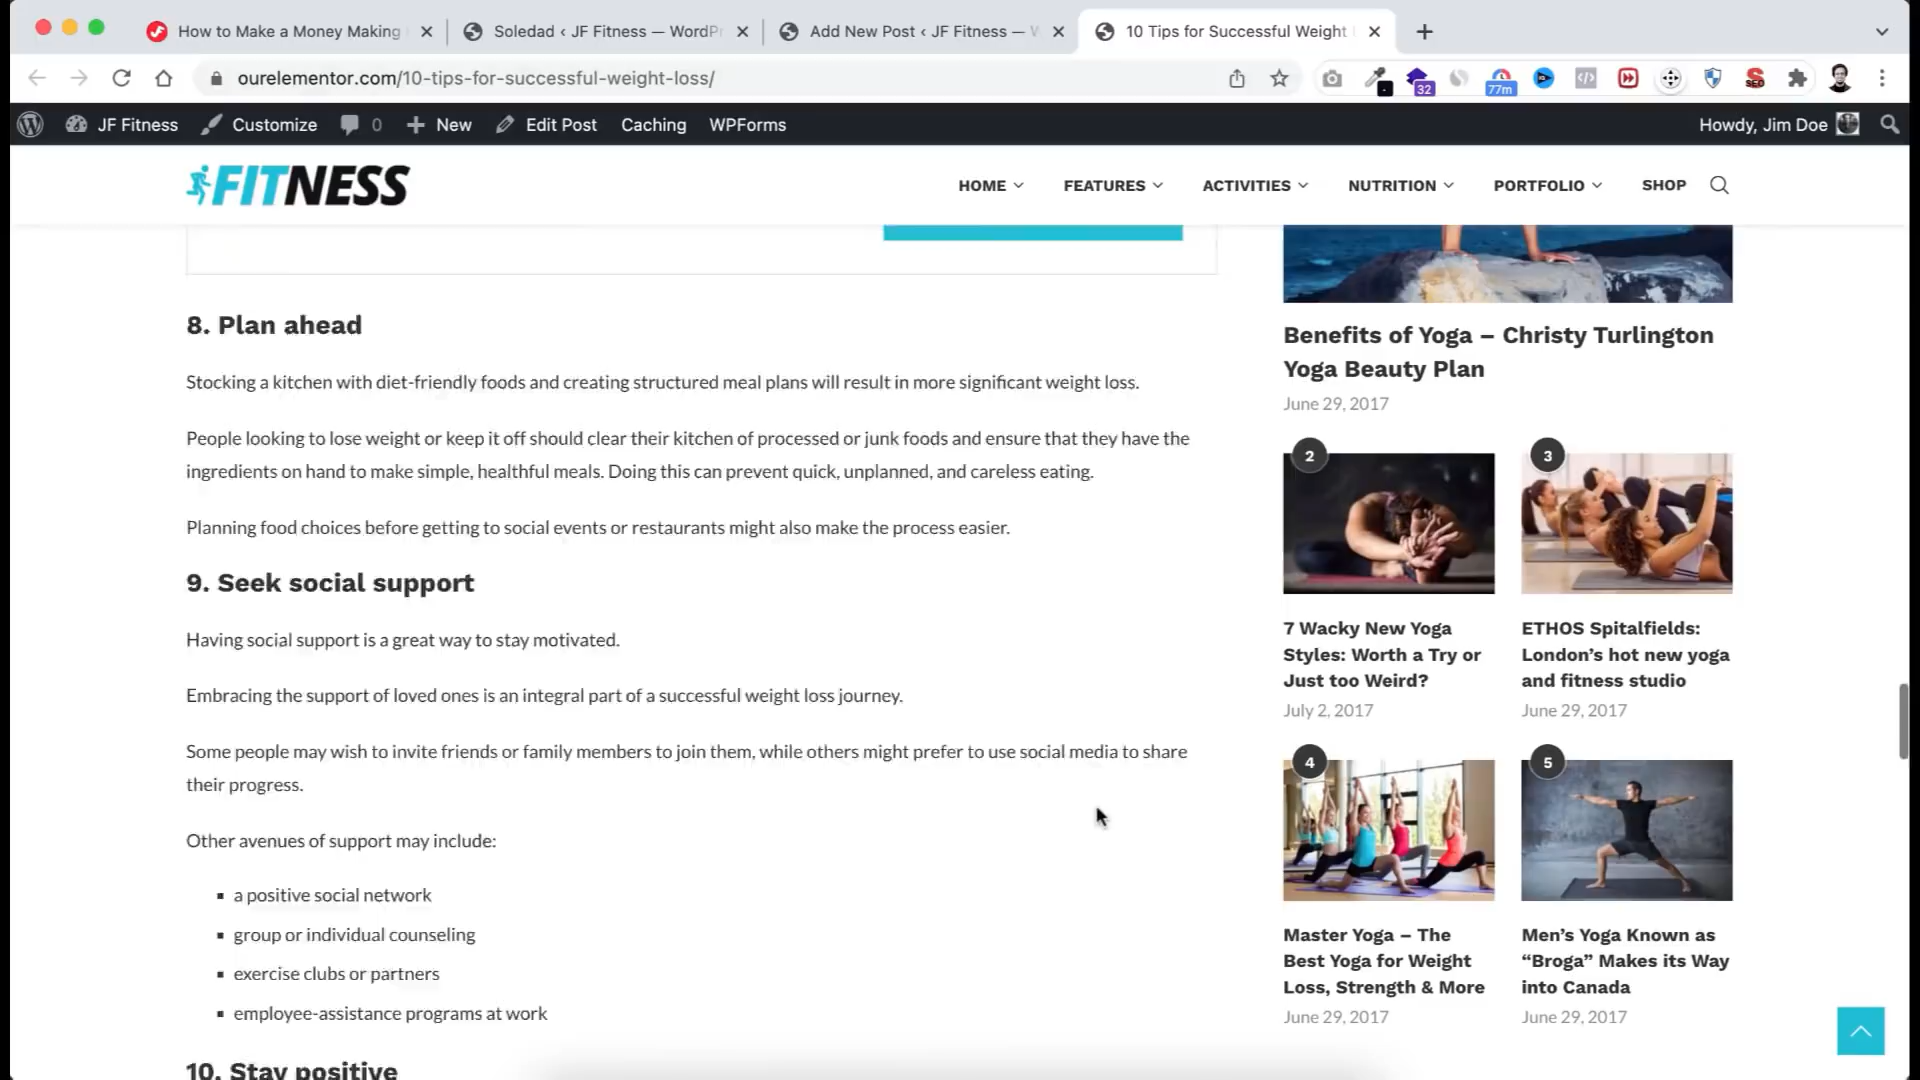 How to Make a Money Making
Soledad ‹ JF Fitness — WordPr
Add New Post ‹ JF Fitness — W
10 Tips for Successful Weight
ourelementor.com/10-tips-for-successful-weight-loss/
32
77m
SEO
JF Fitness
Customize
0
New
Edit Post
Caching
WPForms
Howdy, Jim Doe
FITNESS
HOME
FEATURES
ACTIVITIES
NUTRITION
PORTFOLIO
SHOP
8. Plan ahead
Stocking a kitchen with diet-friendly foods and creating structured meal plans will result in more significant weight loss.
People looking to lose weight or keep it off should clear their kitchen of processed or junk foods and ensure that they have the
ingredients on hand to make simple, healthful meals. Doing this can prevent quick, unplanned, and careless eating.
Planning food choices before getting to social events or restaurants might also make the process easier.
9. Seek social support
Having social support is a great way to stay motivated.
Embracing the support of loved ones is an integral part of a successful weight loss journey.
Some people may wish to invite friends or family members to join them, while others might prefer to use social media to share
their progress.
Other avenues of support may include:
▪ a positive social network
▪ group or individual counseling
▪ exercise clubs or partners
▪ employee-assistance programs at work
10. Stay positive
Benefits of Yoga – Christy Turlington
Yoga Beauty Plan
June 29, 2017
2
7 Wacky New Yoga
Styles: Worth a Try or
Just too Weird?
July 2, 2017
3
ETHOS Spitalfields:
London’s hot new yoga
and fitness studio
June 29, 2017
4
Master Yoga – The
Best Yoga for Weight
Loss, Strength & More
June 29, 2017
5
Men’s Yoga Known as
“Broga” Makes its Way
into Canada
June 29, 2017